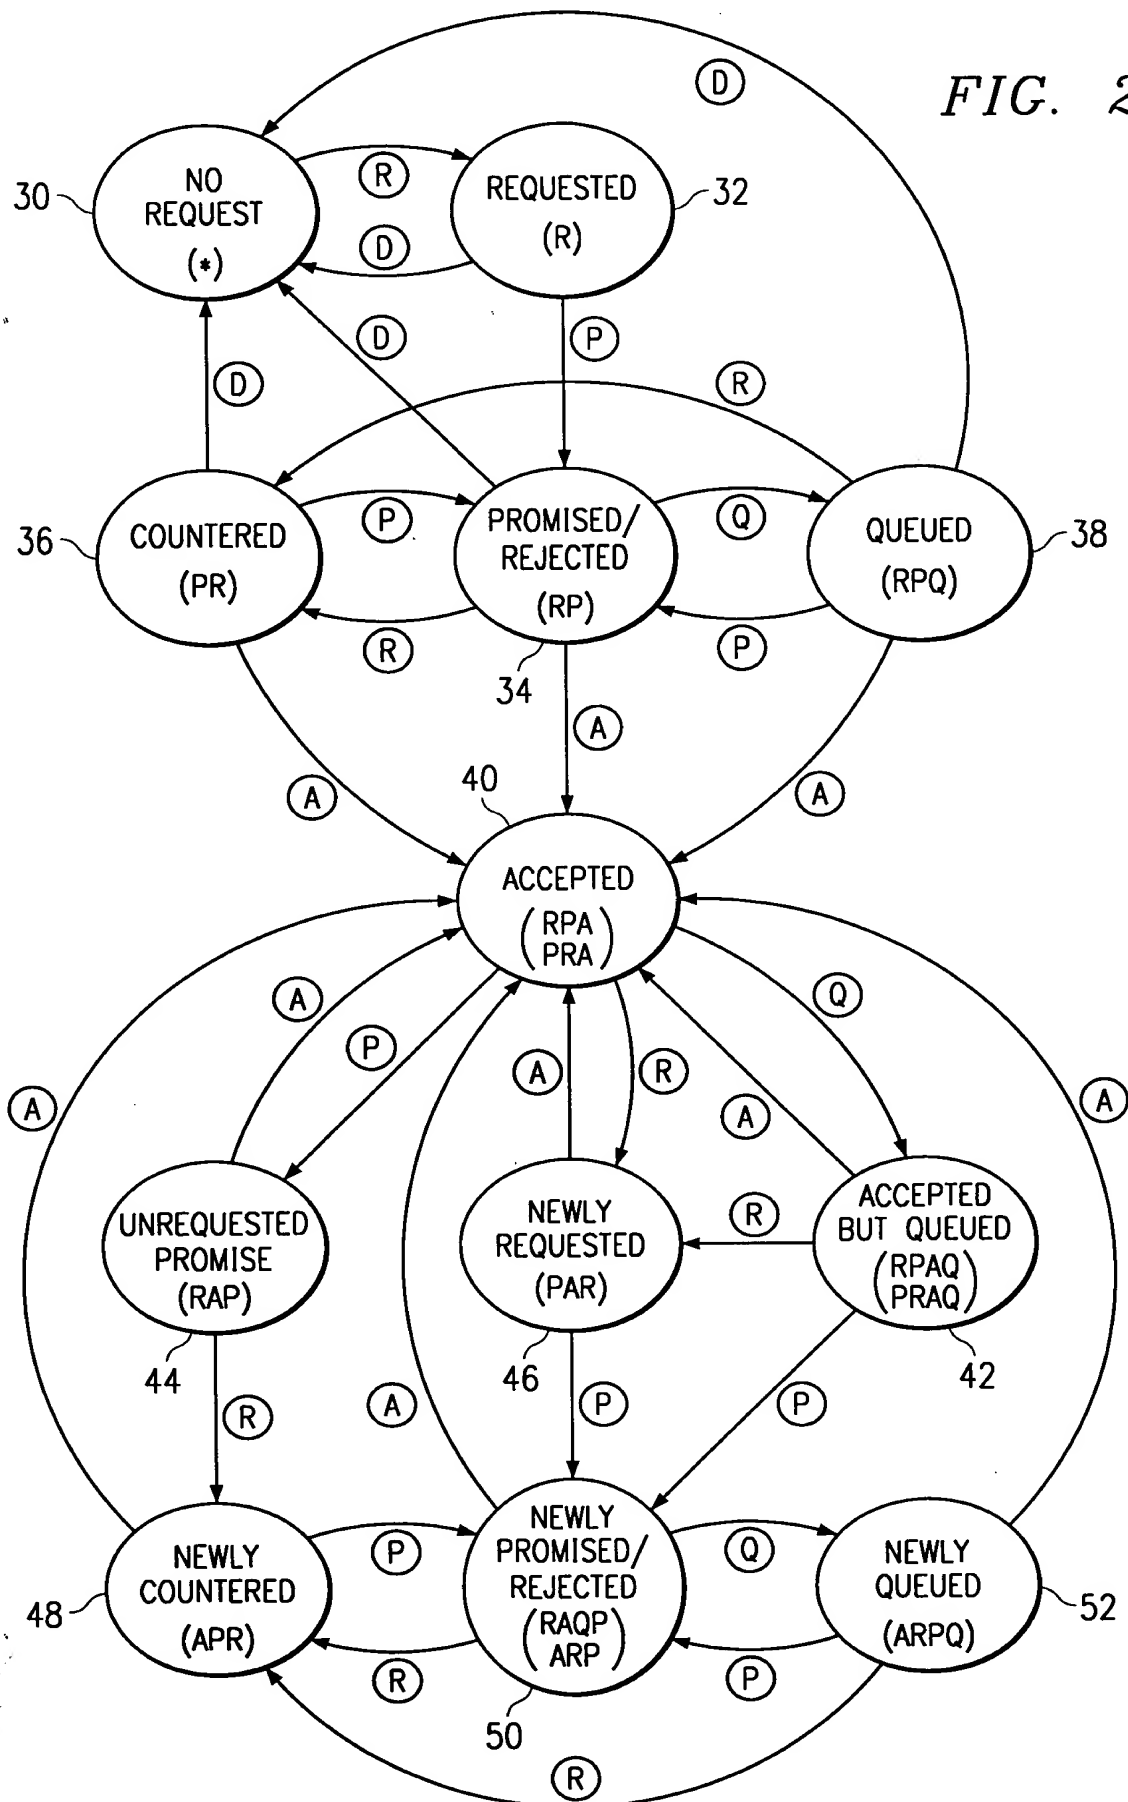 FIG. 2
D
NO
REQUEST
(*)
30
R
D
REQUESTED
(R)
32
D
D
P
R
COUNTERED
(PR)
36
P
R
PROMISED/
REJECTED
(RP)
34
Q
P
QUEUED
(RPQ)
38
A
A
A
40
ACCEPTED
(RPA
PRA)
A
A
P
A
R
A
Q
A
UNREQUESTED
PROMISE
(RAP)
44
NEWLY
REQUESTED
(PAR)
46
R
ACCEPTED
BUT QUEUED
(RPAQ
PRAQ)
42
R
A
P
P
NEWLY
COUNTERED
(APR)
48
P
R
NEWLY
PROMISED/
REJECTED
(RAQP
ARP)
50
Q
P
NEWLY
QUEUED
(ARPQ)
52
R